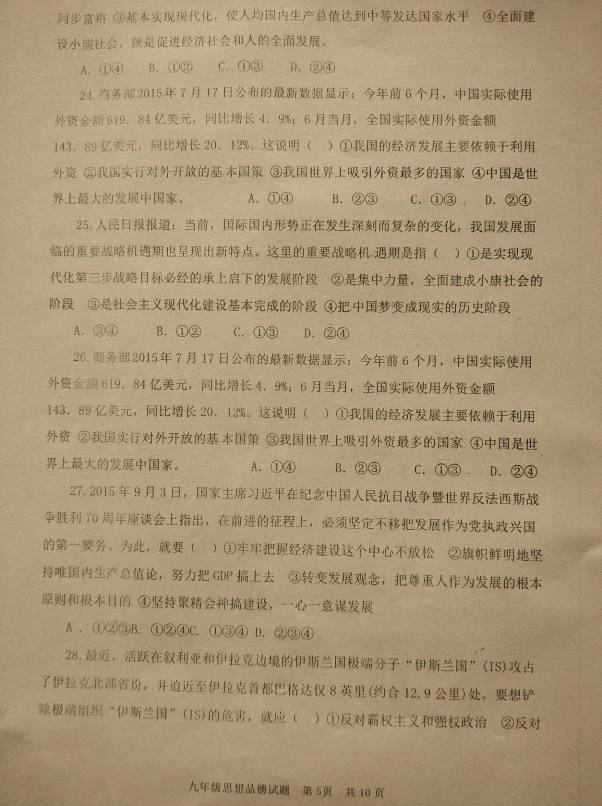 同步富裕 ③基本实现现代化，使人均国内生产总值达到中等发达国家水平 ④全面建
设小康社会，就是促进经济社会和人的全面发展。
A．①④ B．①② C．①③ D．②④
24.商务部2015年7月17日公布的最新数据显示：今年前6个月，中国实际使用
外资金额619．84亿美元，同比增长4．9%；6月当月，全国实际使用外资金额
143．89亿美元，同比增长20．12%。这说明（ ）①我国的经济发展主要依赖于利用
外资 ②我国实行对外开放的基本国策 ③我国世界上吸引外资最多的国家 ④中国是世
界上最大的发展中国家。 A．①④ B．②③ C．①③ ． D．②④
25.人民日报报道：当前，国际国内形势正在发生深刻而复杂的变化，我国发展面
临的重要战略机遇期也呈现出新特点。这里的重要战略机遇期是指（ ）①是实现现
代化第三步战略目标必经的承上启下的发展阶段 ②是集中力量，全面建成小康社会的
阶段 ③是社会主义现代化建设基本完成的阶段 ④把中国梦变成现实的历史阶段
A．③④ B．①② C．①③ D．②④
26.商务部2015年7月17日公布的最新数据显示：今年前6个月，中国实际使用
外资金额619．84亿美元，同比增长4．9%；6月当月，全国实际使用外资金额
143．89亿美元，同比增长20．12%。这说明（ ）①我国的经济发展主要依赖于利用
外资 ②我国实行对外开放的基本国策 ③我国世界上吸引外资最多的国家 ④中国是世
界上最大的发展中国家。 A．①④ B．②③ C．①③ ． D．②④
27.2015年9月3日，国家主席习近平在纪念中国人民抗日战争暨世界反法西斯战
争胜利70周年座谈会上指出，在前进的征程上，必须坚定不移把发展作为党执政兴国
的第一要务。为此，就要（ ）①牢牢把握经济建设这个中心不放松 ②旗帜鲜明地坚
持唯国内生产总值论，努力把GDP搞上去 ③转变发展观念，把尊重人作为发展的根本
原则和根本目的 ④坚持聚精会神搞建设，一心一意谋发展
A．①②③B．①②④C．①③④ D．②③④
28.最近，活跃在叙利亚和伊拉克边境的伊斯兰国极端分子“伊斯兰国”(IS)攻占
了伊拉克北部省份，并迫近至伊拉克首都巴格达仅8英里(约合12.9公里)处。要想铲
除极端组织“伊斯兰国”(IS)的危害，就应（ ）①反对霸权主义和强权政治 ②反对
九年级思想品德试题 第5页 共10页